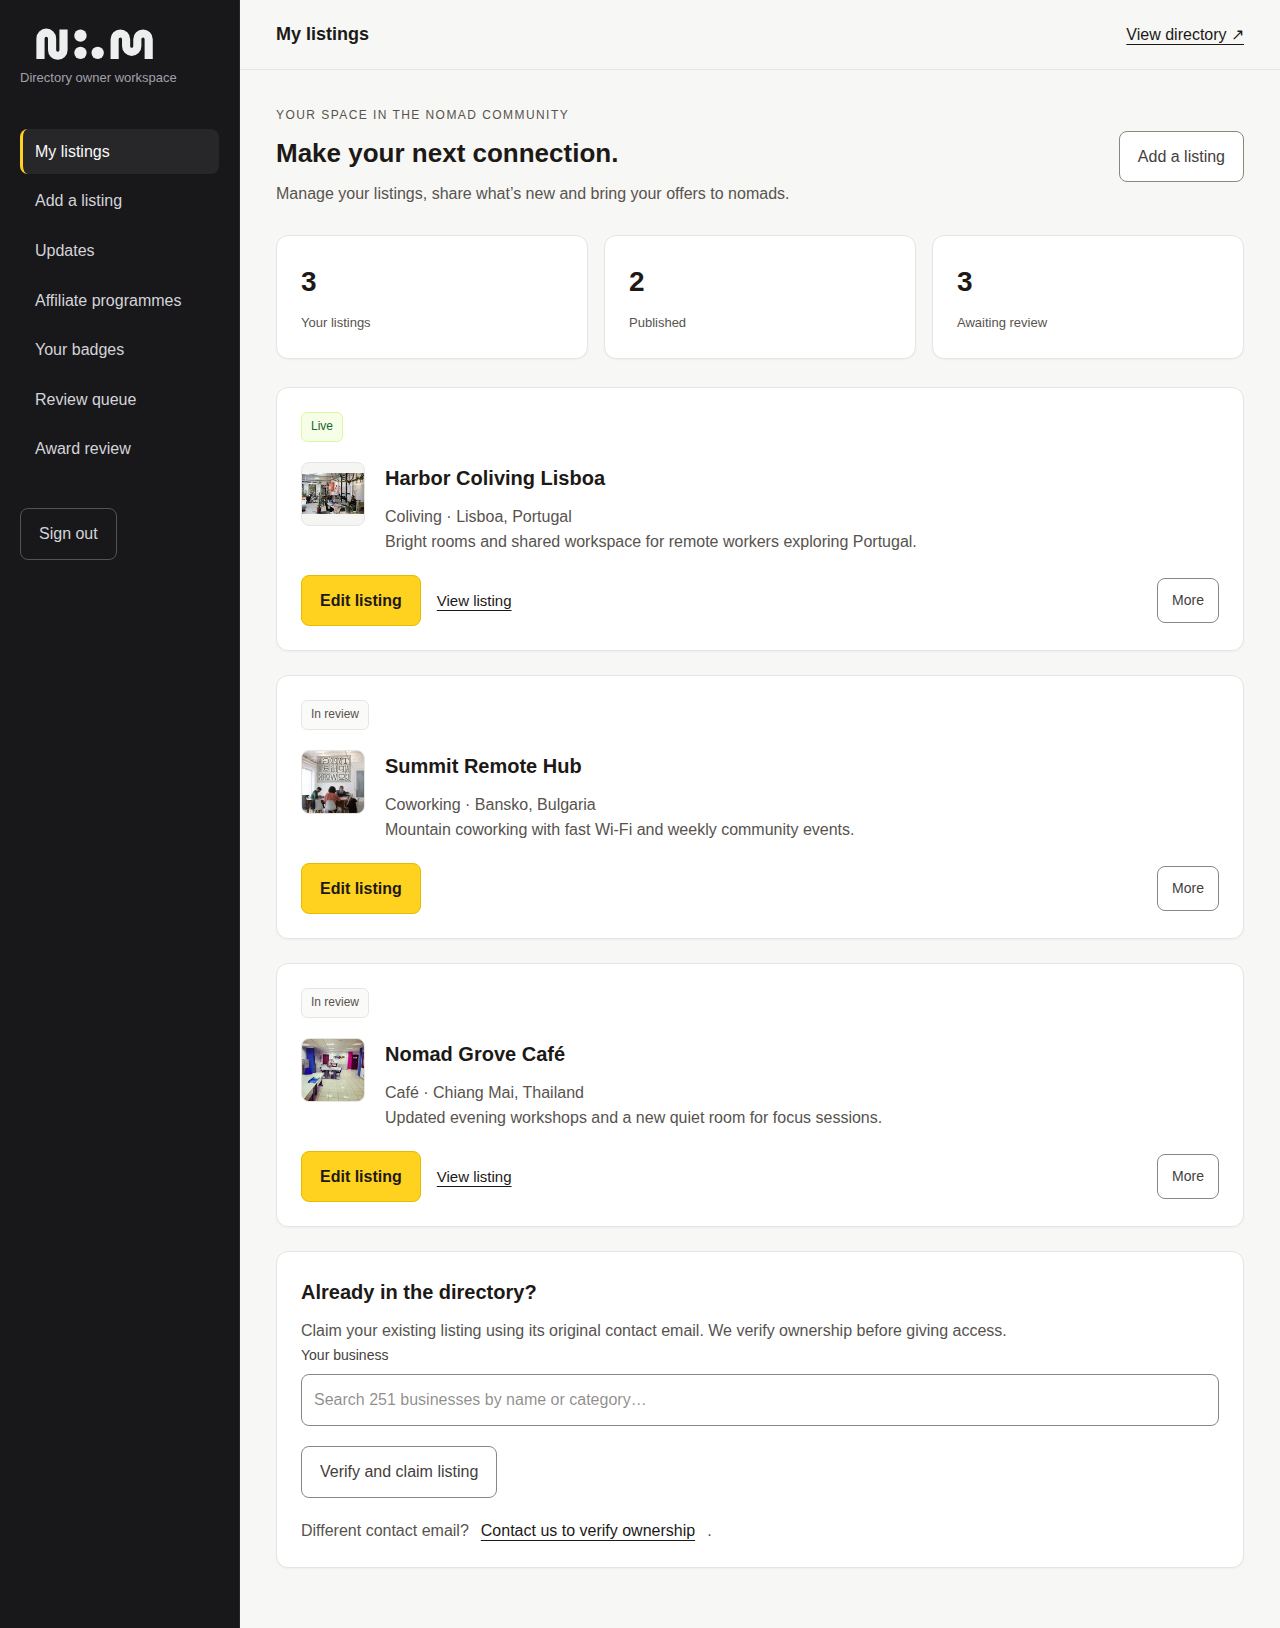 Directory owner workspace
My listings
Add a listing
Updates
Affiliate programmes
Your badges
Review queue
Award review
Sign out
My listings
View directory ↗
YOUR SPACE IN THE NOMAD COMMUNITY
Make your next connection.
Manage your listings, share what’s new and bring your offers to nomads.
Add a listing
3
Your listings
2
Published
3
Awaiting review
Live
Harbor Coliving Lisboa
Coliving · Lisboa, Portugal
Bright rooms and shared workspace for remote workers exploring Portugal.
Edit listing
View listing
More
In review
Summit Remote Hub
Coworking · Bansko, Bulgaria
Mountain coworking with fast Wi-Fi and weekly community events.
Edit listing
More
In review
Nomad Grove Café
Café · Chiang Mai, Thailand
Updated evening workshops and a new quiet room for focus sessions.
Edit listing
View listing
More
Already in the directory?
Claim your existing listing using its original contact email. We verify ownership before giving access.
Your business
Search 251 businesses by name or category…
Verify and claim listing
Different contact email? Contact us to verify ownership .